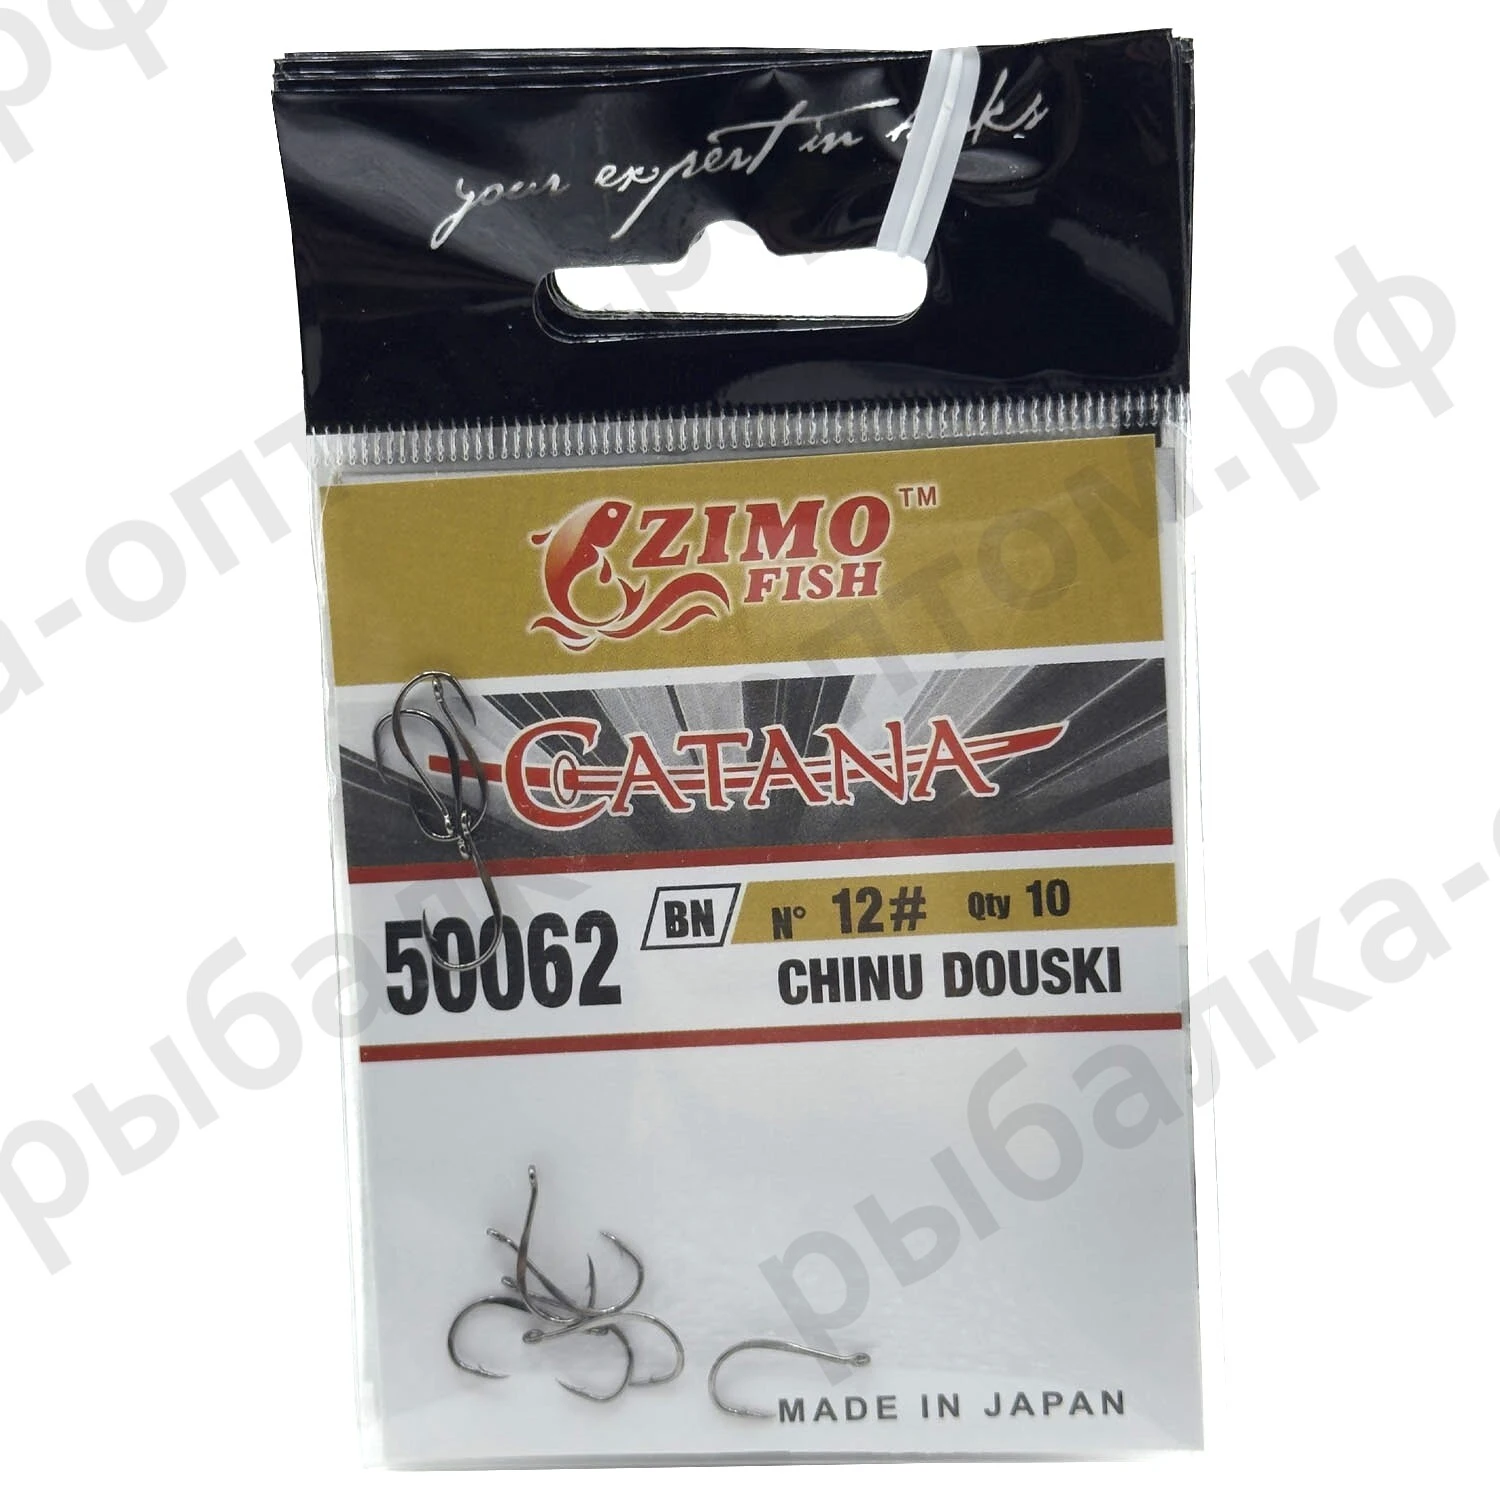 your expert in hooks
ZIMO TM
FISH
CATANA
50062 BN N° 12# Qty 10
CHINU DOUSKI
MADE IN JAPAN
рыбалка-оптом.рф
рыбалка-оптом.рф